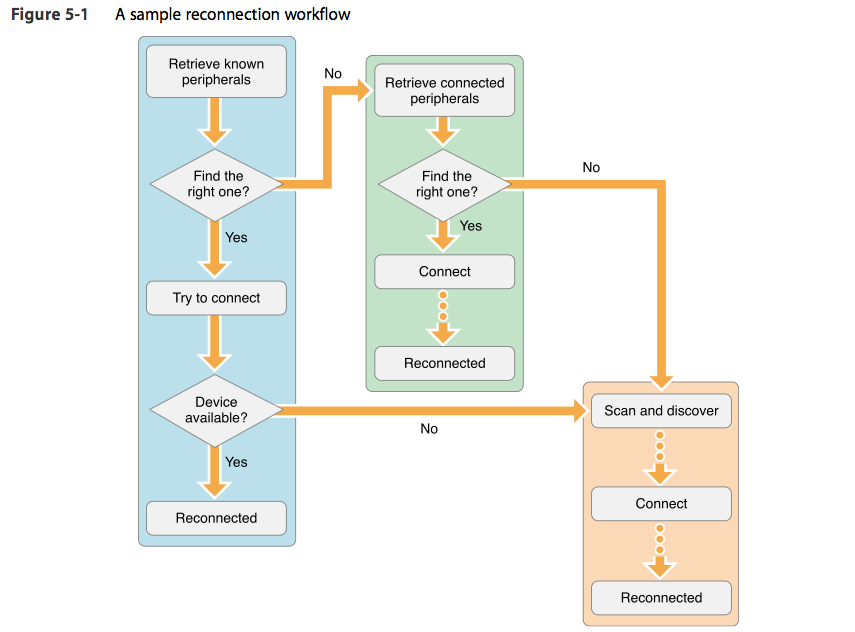 Figure 5-1 A sample reconnection workflow
Retrieve known
peripherals
Find the
right one?
Yes
Try to connect
Device
available?
Yes
Reconnected
No
Retrieve connected
peripherals
Find the
right one?
Yes
Connect
Reconnected
No
No
Scan and discover
Connect
Reconnected